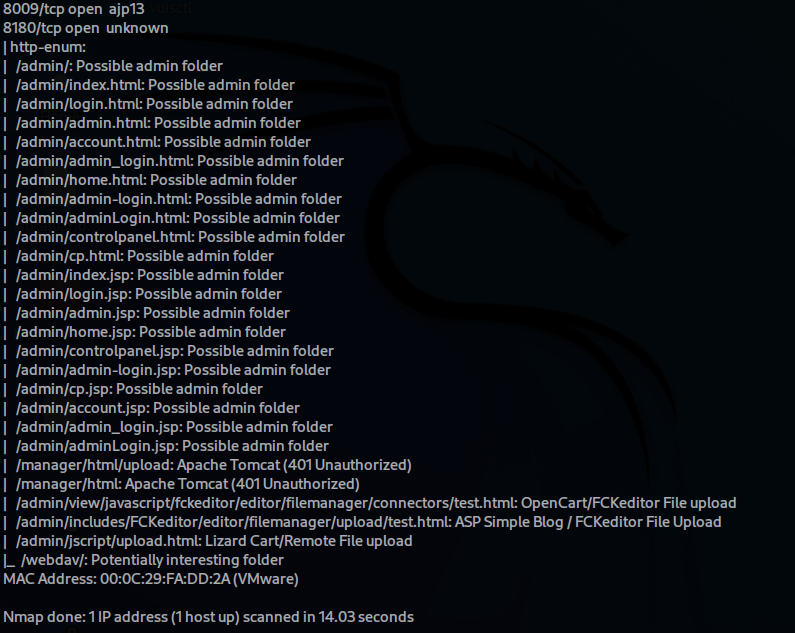 8009/tcp open ajp13
8180/tcp open unknown
| http-enum:
| /admin/: Possible admin folder
| /admin/index.html: Possible admin folder
| /admin/login.html: Possible admin folder
| /admin/admin.html: Possible admin folder
| /admin/account.html: Possible admin folder
| /admin/admin_login.html: Possible admin folder
| /admin/home.html: Possible admin folder
| /admin/admin-login.html: Possible admin folder
| /admin/adminLogin.html: Possible admin folder
| /admin/controlpanel.html: Possible admin folder
| /admin/cp.html: Possible admin folder
| /admin/index.jsp: Possible admin folder
| /admin/login.jsp: Possible admin folder
| /admin/admin.jsp: Possible admin folder
| /admin/home.jsp: Possible admin folder
| /admin/controlpanel.jsp: Possible admin folder
| /admin/admin-login.jsp: Possible admin folder
| /admin/cp.jsp: Possible admin folder
| /admin/account.jsp: Possible admin folder
| /admin/admin_login.jsp: Possible admin folder
| /admin/adminLogin.jsp: Possible admin folder
| /manager/html/upload: Apache Tomcat (401 Unauthorized)
| /manager/html: Apache Tomcat (401 Unauthorized)
| /admin/view/javascript/fckeditor/editor/filemanager/connectors/test.html: OpenCart/FCKeditor File upload
| /admin/includes/FCKeditor/editor/filemanager/upload/test.html: ASP Simple Blog / FCKeditor File Upload
| /admin/jscript/upload.html: Lizard Cart/Remote File upload
|_ /webdav/: Potentially interesting folder
MAC Address: 00:0C:29:FA:DD:2A (VMware)
Nmap done: 1 IP address (1 host up) scanned in 14.03 seconds